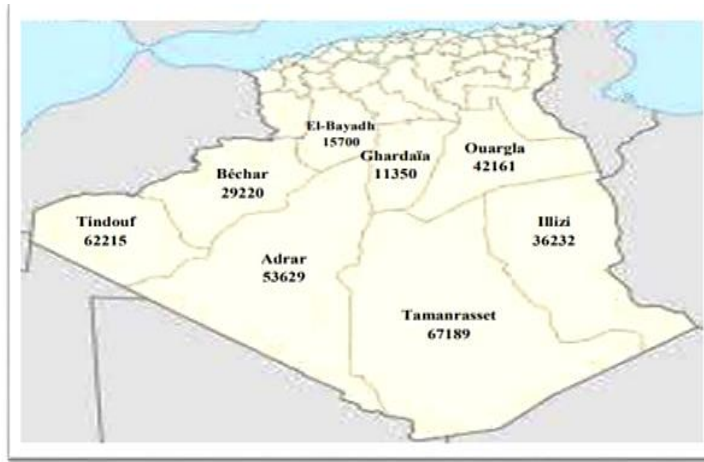 El-Bayadh
15700
Ghardaïa
11350
Ouargla
42161
Béchar
29220
Tindouf
62215
Illizi
36232
Adrar
53629
Tamanrasset
67189